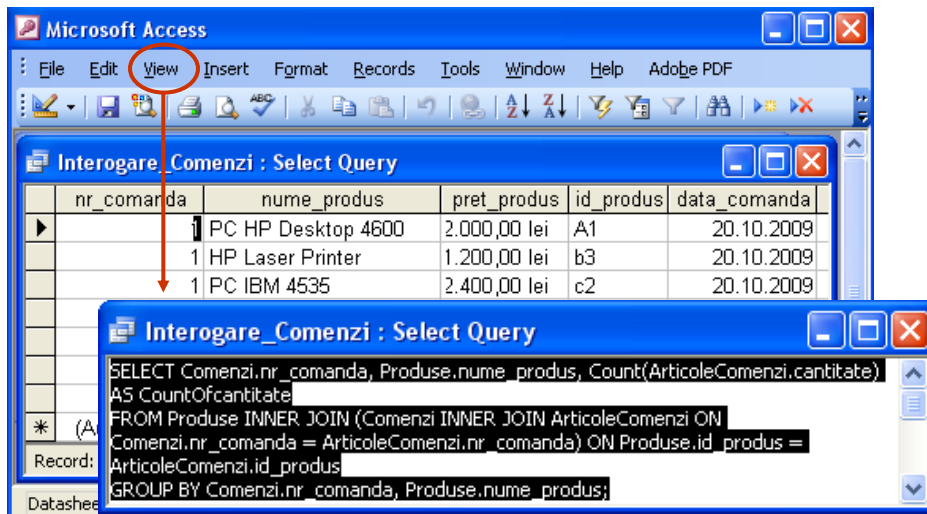 Microsoft Access
File Edit View Insert Format Records Tools Window Help Adobe PDF
ABC A Z Z A
Interogare_Comenzi : Select Query
nr_comanda nume_produs pret_produs id_produs data_comanda
1 PC HP Desktop 4600 2.000,00 lei A1 20.10.2009
1 HP Laser Printer 1.200,00 lei b3 20.10.2009
1 PC IBM 4535 2.400,00 lei c2 20.10.2009
Interogare_Comenzi : Select Query
SELECT Comenzi.nr_comanda, Produse.nume_produs, Count(ArticoleComenzi.cantitate)
AS CountOfcantitate
FROM Produse INNER JOIN (Comenzi INNER JOIN ArticoleComenzi ON
Comenzi.nr_comanda = ArticoleComenzi.nr_comanda) ON Produse.id_produs =
ArticoleComenzi.id_produs
GROUP BY Comenzi.nr_comanda, Produse.nume_produs;
* (A
Record:
Datashee